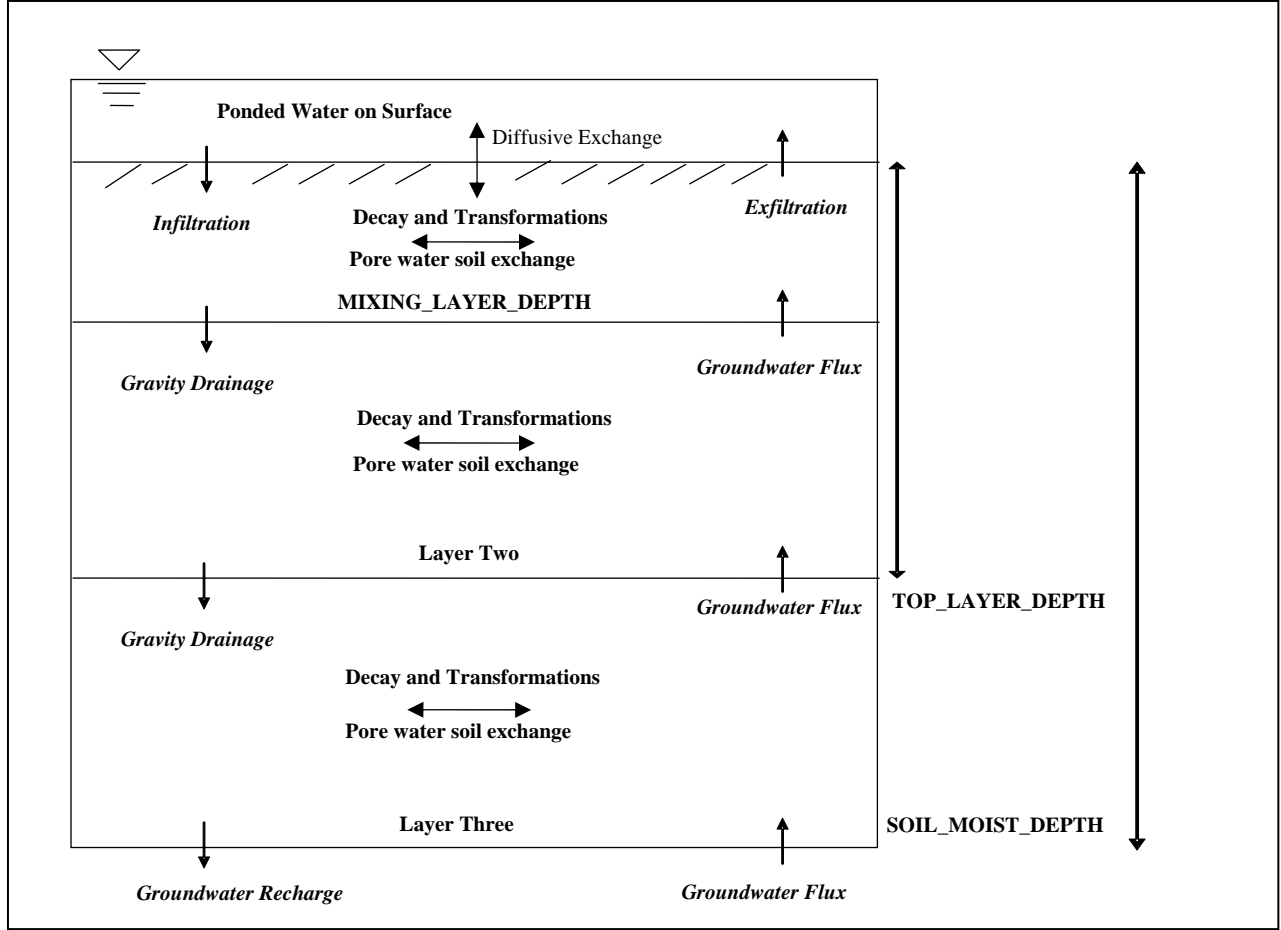 Ponded Water on Surface
Diffusive Exchange
Infiltration
Decay and Transformations
Exfiltration
Pore water soil exchange
MIXING_LAYER_DEPTH
Gravity Drainage
Groundwater Flux
Decay and Transformations
Pore water soil exchange
Layer Two
Gravity Drainage
Groundwater Flux
TOP_LAYER_DEPTH
Decay and Transformations
Pore water soil exchange
Layer Three
SOIL_MOIST_DEPTH
Groundwater Recharge
Groundwater Flux